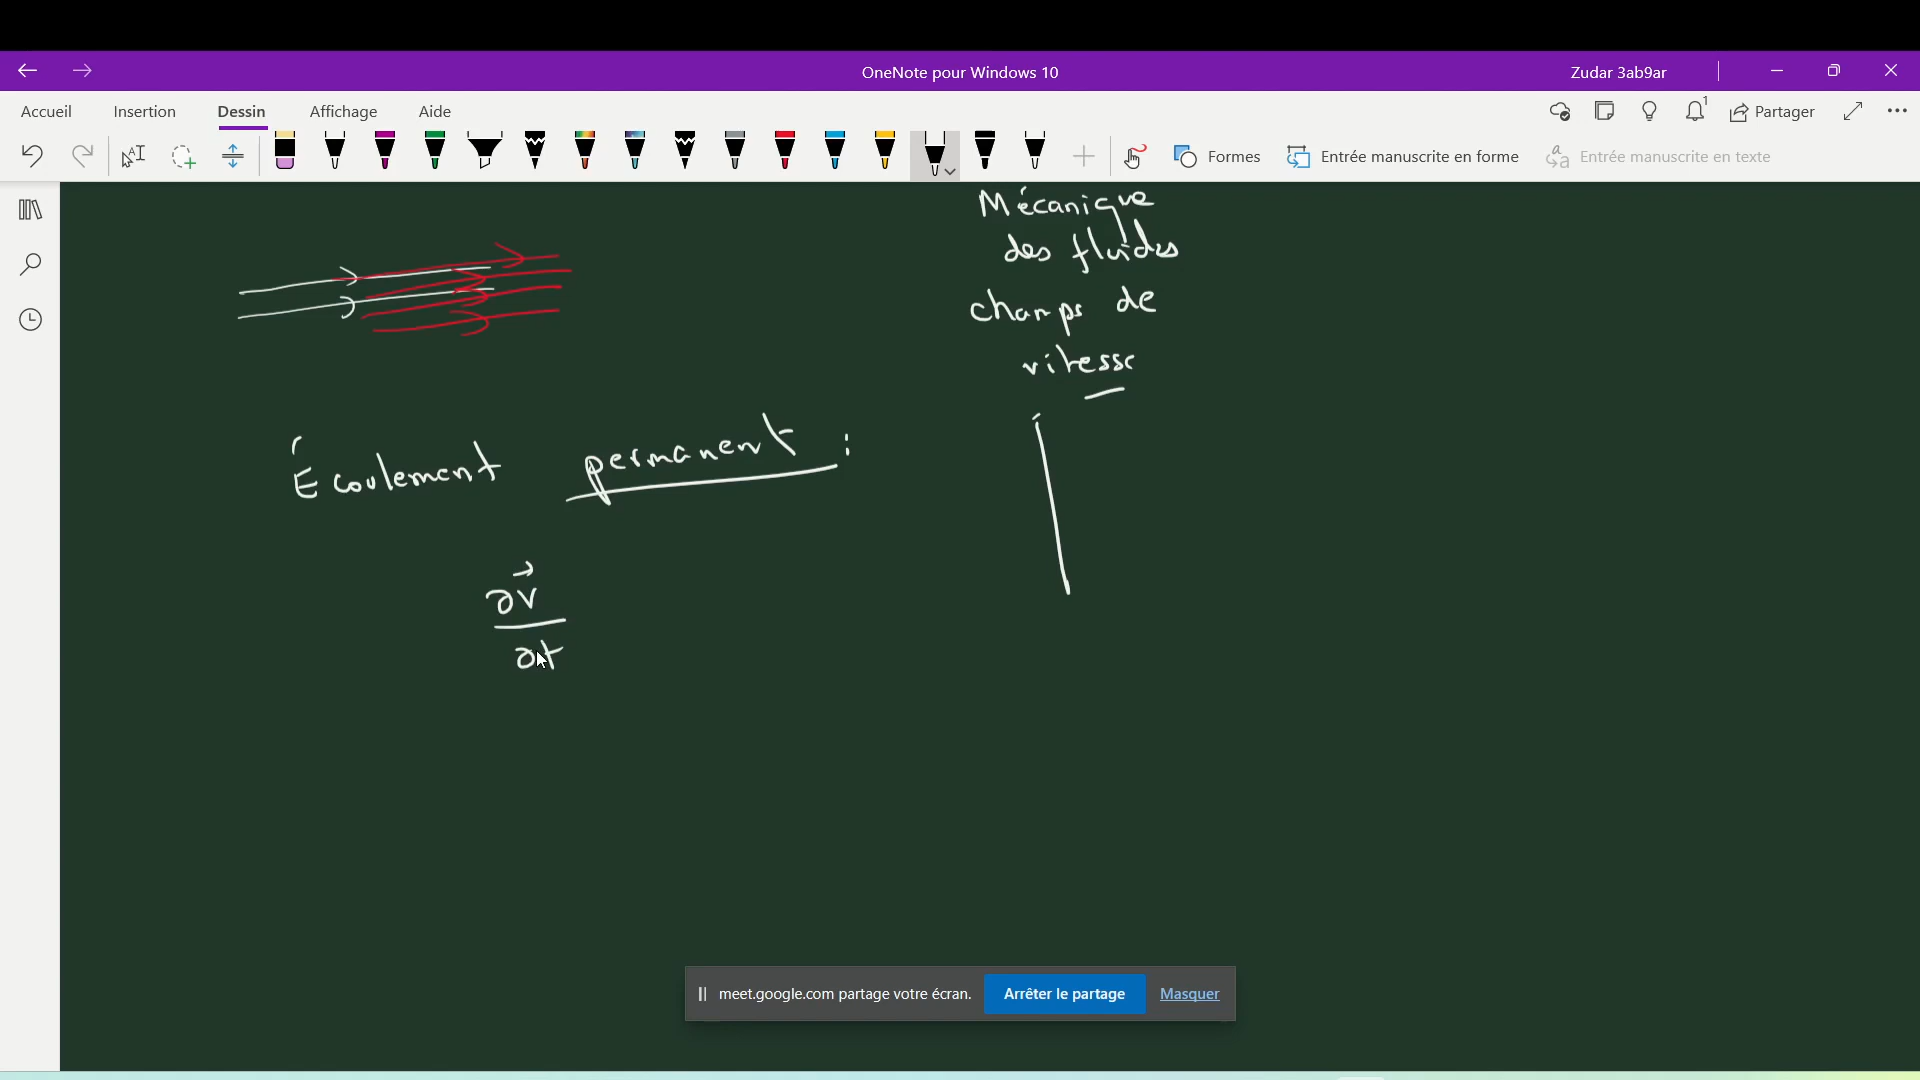 OneNote pour Windows 10
Zudar 3ab9ar
Accueil Insertion Dessin Affichage Aide
1
Partager
AI
Formes
Entrée manuscrite en forme
Entrée manuscrite en texte
Mécanique
des fluides
champs de
vitesse
Écoulement permanent :
∂v⃗
∂t
meet.google.com partage votre écran.
Arrêter le partage
Masquer